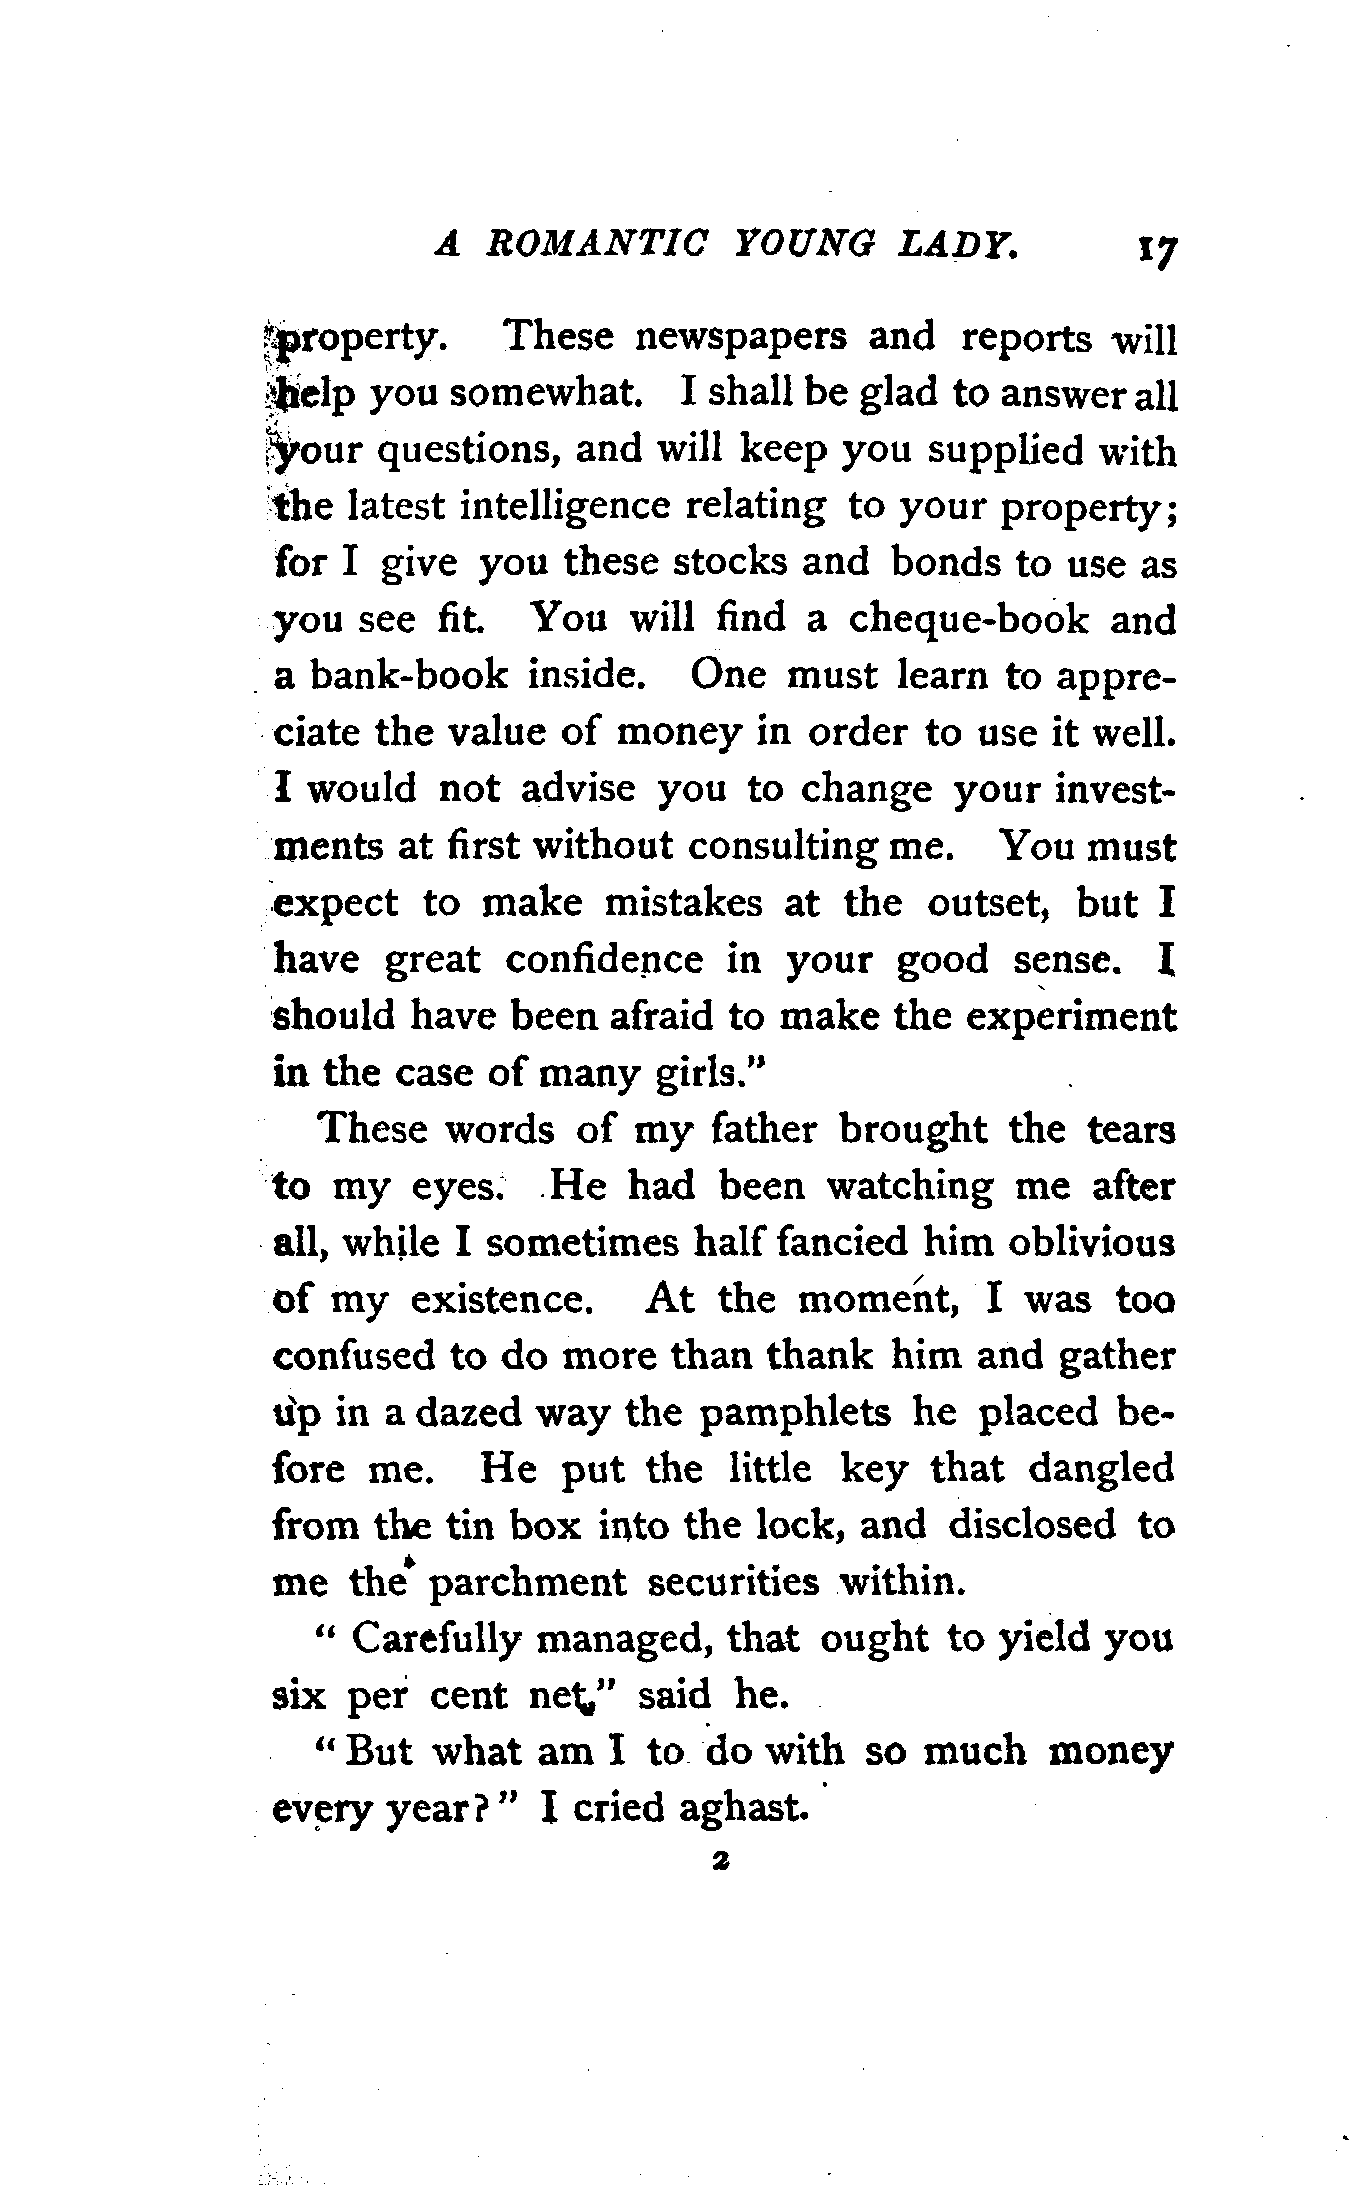 A ROMANTIC YOUNG LADY. 17
property. These newspapers and reports will
help you somewhat. I shall be glad to answer all
your questions, and will keep you supplied with
the latest intelligence relating to your property;
for I give you these stocks and bonds to use as
you see fit. You will find a cheque-book and
a bank-book inside. One must learn to appre-
ciate the value of money in order to use it well.
I would not advise you to change your invest-
ments at first without consulting me. You must
expect to make mistakes at the outset, but I
have great confidence in your good sense. I
should have been afraid to make the experiment
in the case of many girls."
These words of my father brought the tears
to my eyes. He had been watching me after
all, while I sometimes half fancied him oblivious
of my existence. At the moment, I was too
confused to do more than thank him and gather
up in a dazed way the pamphlets he placed be-
fore me. He put the little key that dangled
from the tin box into the lock, and disclosed to
me the parchment securities within.
" Carefully managed, that ought to yield you
six per cent net," said he.
" But what am I to do with so much money
every year? " I cried aghast.
2